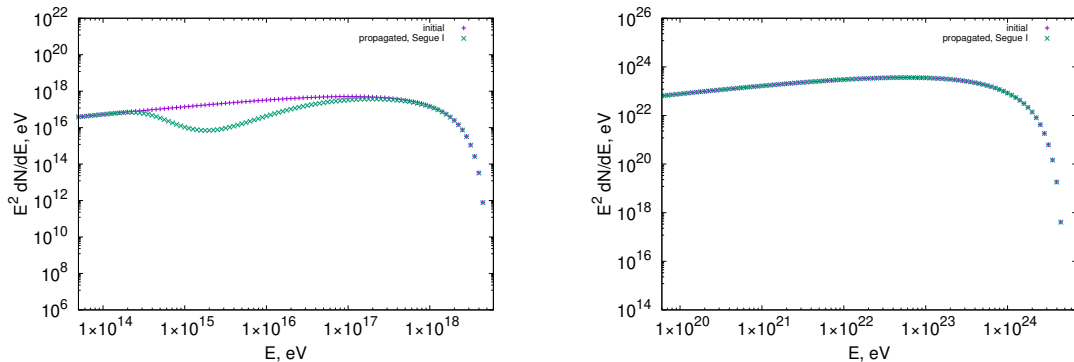 E^2 dN/dE, eV
10^22
10^20
10^18
10^16
10^14
10^12
10^10
10^8
10^6
1×10^14 1×10^15 1×10^16 1×10^17 1×10^18
E, eV
initial
propagated, Segue I
E^2 dN/dE, eV
10^26
10^24
10^22
10^20
10^18
10^16
10^14
1×10^20 1×10^21 1×10^22 1×10^23 1×10^24
E, eV
initial
propagated, Segue I